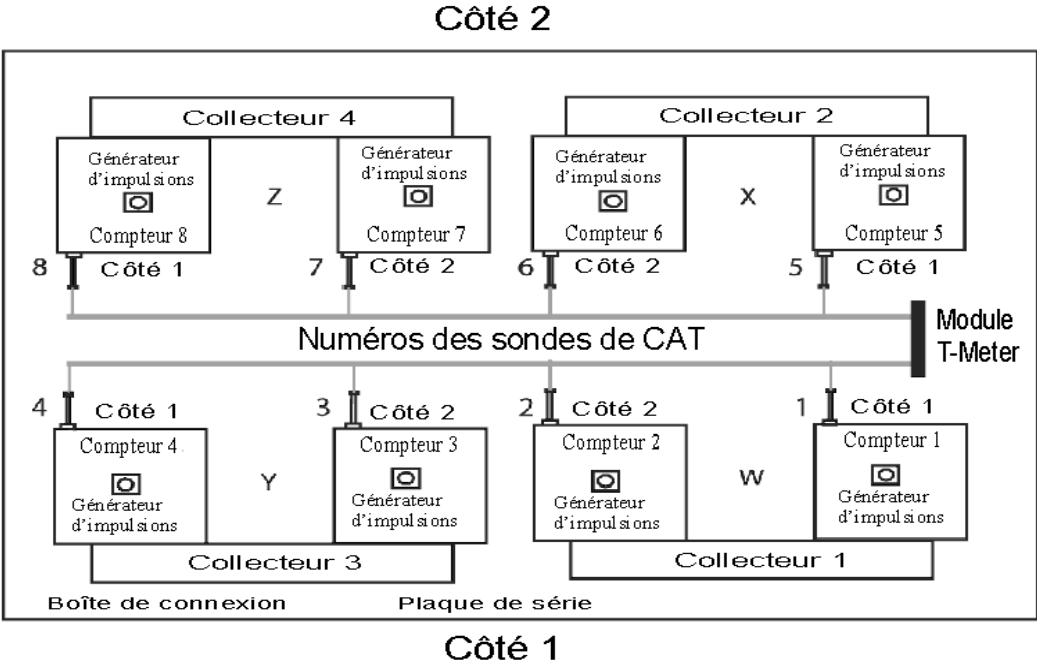 Côté 2
Collecteur 4
Collecteur 2
Générateur
d'impulsions
Compteur 8
Z
Générateur
d'impulsions
Compteur 7
Générateur
d'impulsions
Compteur 6
X
Générateur
d'impulsions
Compteur 5
8 Côté 1
7 Côté 2
6 Côté 2
5 Côté 1
Numéros des sondes de CAT
Module
T-Meter
4 Côté 1
3 Côté 2
2 Côté 2
1 Côté 1
Compteur 4
Générateur
d'impulsions
Y
Compteur 3
Générateur
d'impulsions
Compteur 2
Générateur
d'impulsions
W
Compteur 1
Générateur
d'impulsions
Collecteur 3
Collecteur 1
Boîte de connexion
Plaque de série
Côté 1